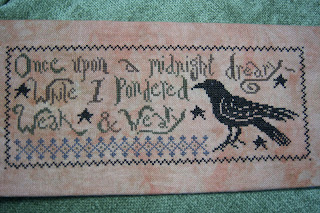 Once upon a midnight dreary
While I Pondered
Weak & Weary